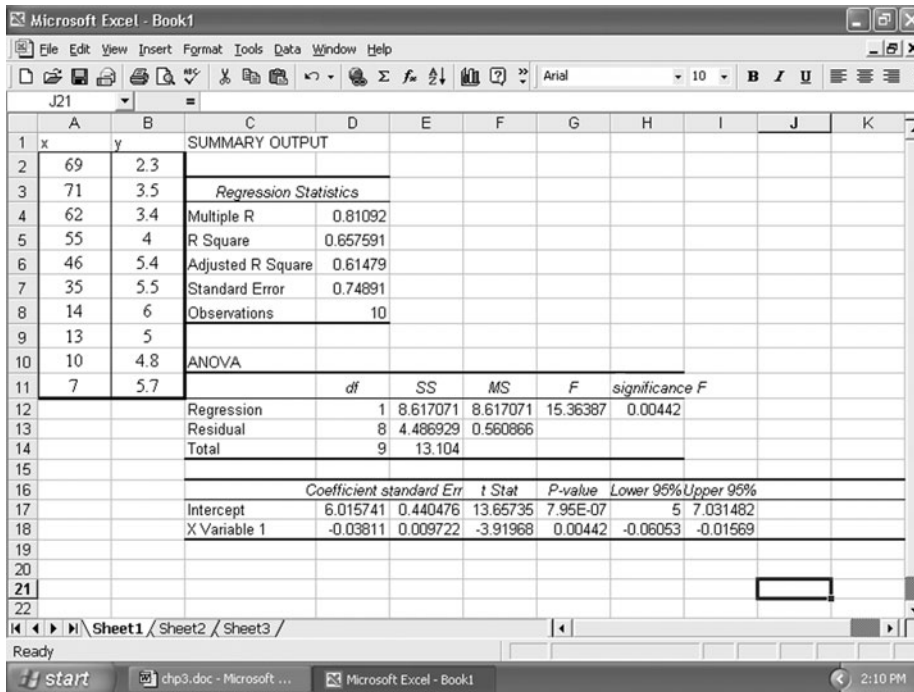 Microsoft Excel - Book1
File Edit View Insert Format Tools Data Window Help
Arial 10 B I U
J21 =
A B C D E F G H I J K
1 x y SUMMARY OUTPUT
2 69 2.3
3 71 3.5 Regression Statistics
4 62 3.4 Multiple R 0.81092
5 55 4 R Square 0.657591
6 46 5.4 Adjusted R Square 0.61479
7 35 5.5 Standard Error 0.74891
8 14 6 Observations 10
9 13 5
10 10 4.8 ANOVA
11 7 5.7 df SS MS F significance F
12 Regression 1 8.617071 8.617071 15.36387 0.00442
13 Residual 8 4.486929 0.560866
14 Total 9 13.104
15
16 Coefficient standard Err t Stat P-value Lower 95% Upper 95%
17 Intercept 6.015741 0.440476 13.65735 7.95E-07 5 7.031482
18 X Variable 1 -0.03811 0.009722 -3.91968 0.00442 -0.06053 -0.01569
19
20
21
22
Sheet1 / Sheet2 / Sheet3 /
Ready
start chp3.doc - Microsoft ... Microsoft Excel - Book1 2:10 PM